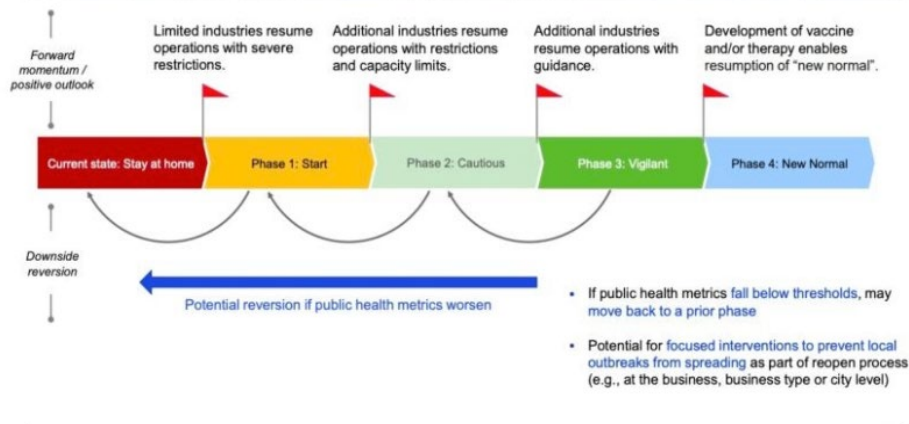 Forward
momentum /
positive outlook
Limited industries resume
operations with severe
restrictions.
Additional industries resume
operations with restrictions
and capacity limits.
Additional industries
resume operations with
guidance.
Development of vaccine
and/or therapy enables
resumption of “new normal”.
Current state: Stay at home
Phase 1: Start
Phase 2: Cautious
Phase 3: Vigilant
Phase 4: New Normal
Downside
reversion
Potential reversion if public health metrics worsen
• If public health metrics fall below thresholds, may
move back to a prior phase
• Potential for focused interventions to prevent local
outbreaks from spreading as part of reopen process
(e.g., at the business, business type or city level)